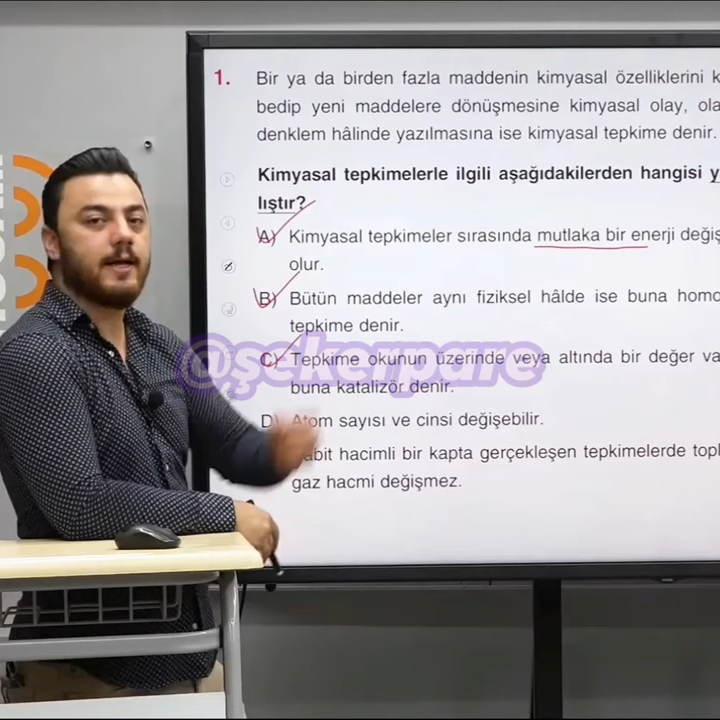 1. Bir ya da birden fazla maddenin kimyasal özelliklerini k
bedip yeni maddelere dönüşmesine kimyasal olay, ola
denklem hâlinde yazılmasına ise kimyasal tepkime denir.
Kimyasal tepkimelerle ilgili aşağıdakilerden hangisi y
lıştır?
A) Kimyasal tepkimeler sırasında mutlaka bir enerji değiş
olur.
B) Bütün maddeler aynı fiziksel hâlde ise buna homo
tepkime denir.
C) Tepkime okunun üzerinde veya altında bir değer va
@şekerpare
buna katalizör denir.
D) Atom sayısı ve cinsi değişebilir.
abit hacimli bir kapta gerçekleşen tepkimelerde topl
gaz hacmi değişmez.